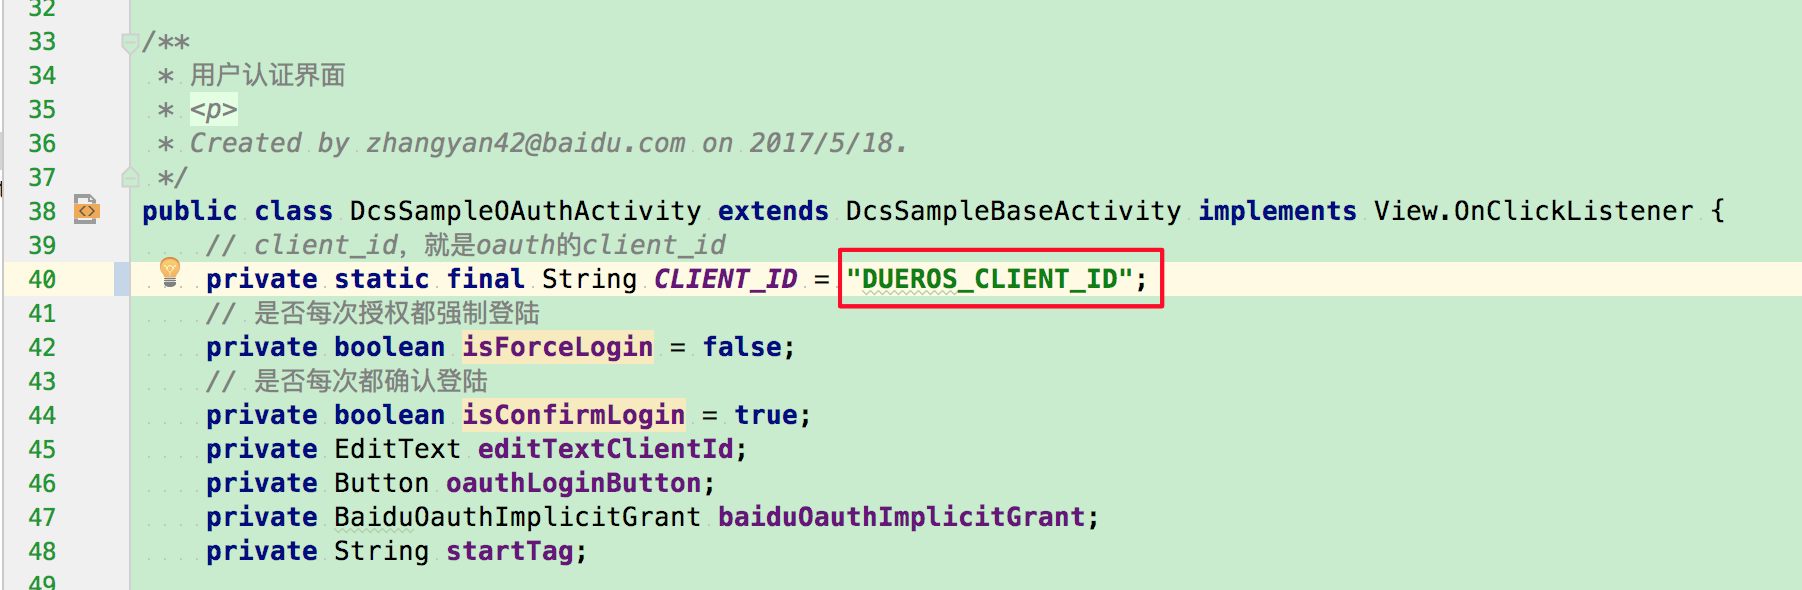 32
33 /**
34 * 用户认证界面
35 * <p>
36 * Created by zhangyan42@baidu.com on 2017/5/18.
37 */
38 public class DcsSampleOAuthActivity extends DcsSampleBaseActivity implements View.OnClickListener {
39 // client_id, 就是oauth的client_id
40 private static final String CLIENT_ID = "DUEROS_CLIENT_ID";
41 // 是否每次授权都强制登陆
42 private boolean isForceLogin = false;
43 // 是否每次都确认登陆
44 private boolean isConfirmLogin = true;
45 private EditText editTextClientId;
46 private Button oauthLoginButton;
47 private BaiduOauthImplicitGrant baiduOauthImplicitGrant;
48 private String startTag;
49